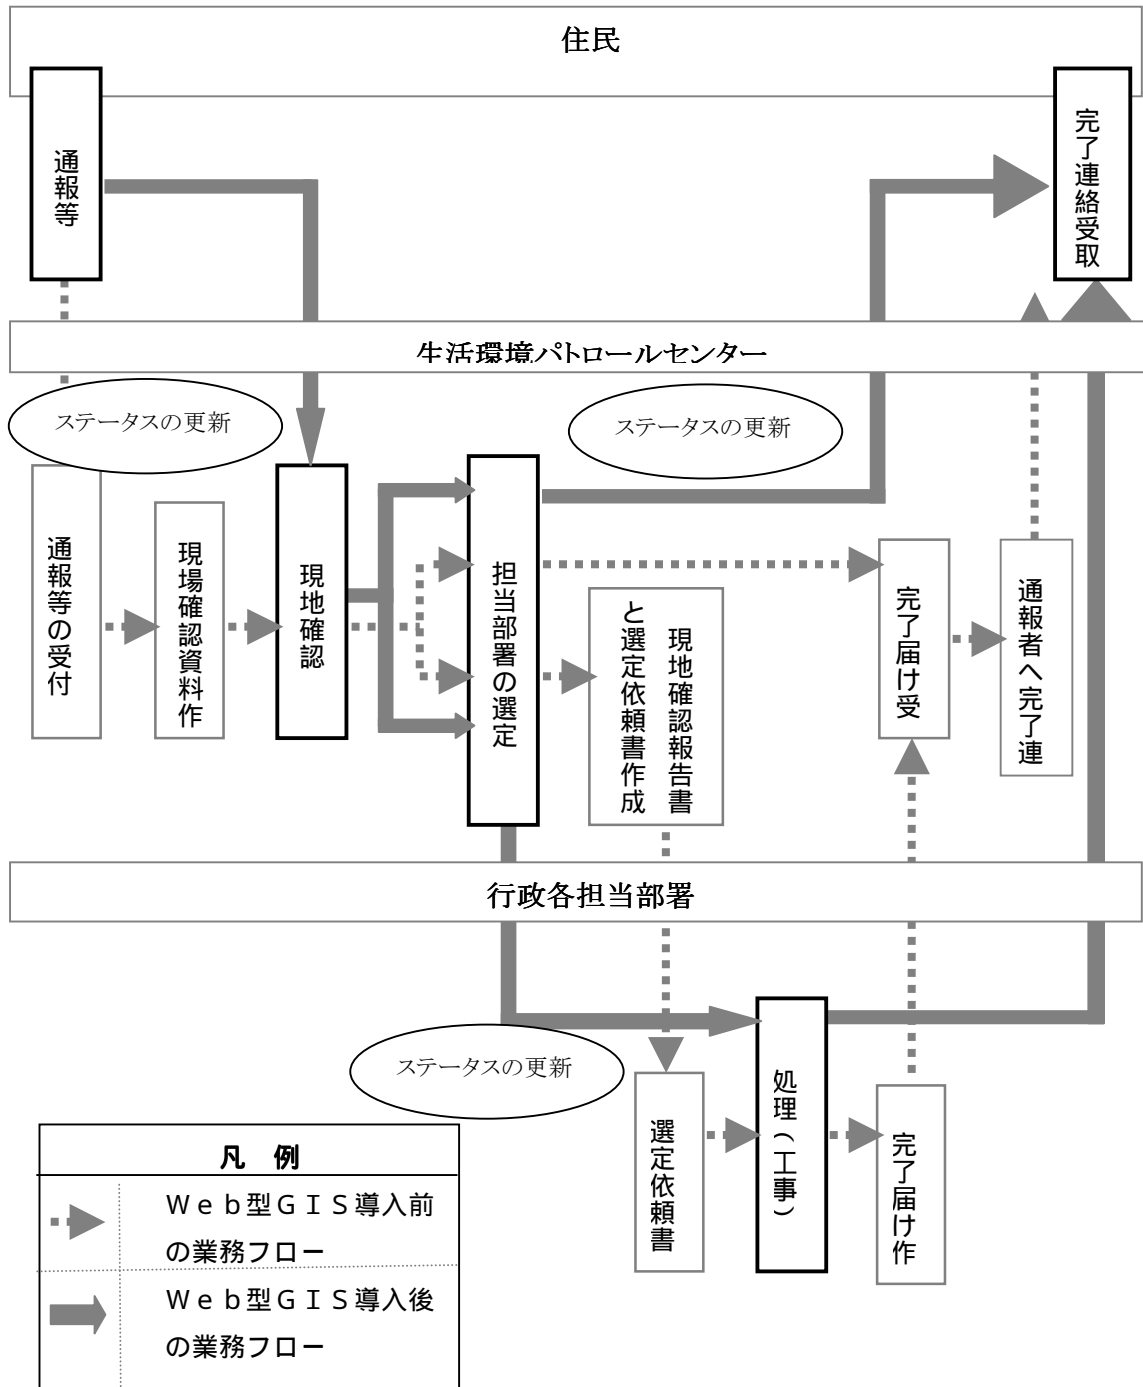 住民
通報等
完了連絡受取
生活環境パトロールセンター
ステータスの更新
ステータスの更新
通報等の受付
現場確認資料作
現地確認
担当部署の選定
現地確認報告書
と選定依頼書作成
完了届け受
通報者へ完了連
行政各担当部署
ステータスの更新
選定依頼書
処理(工事)
完了届け作
凡　例
Ｗｅｂ型ＧＩＳ導入前
の業務フロー
Ｗｅｂ型ＧＩＳ導入後
の業務フロー